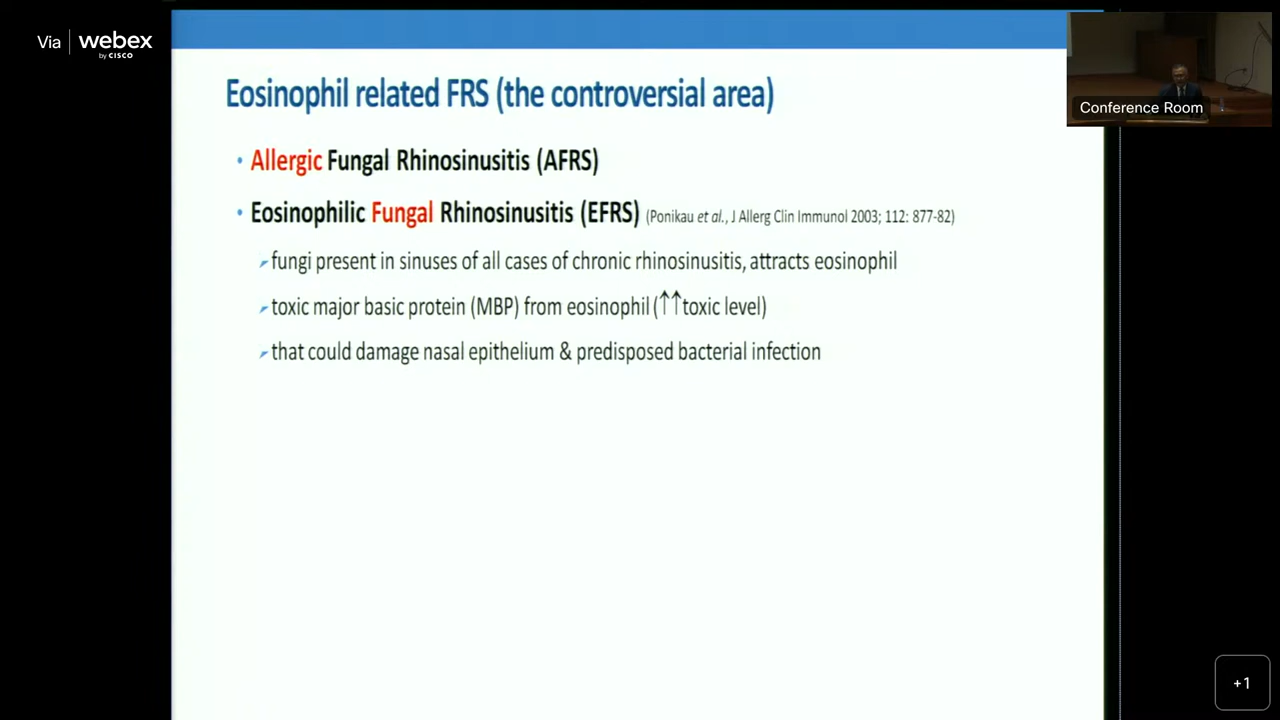 Via webex
by CISCO
Conference Room
Eosinophil related FRS (the controversial area)
• Allergic Fungal Rhinosinusitis (AFRS)
• Eosinophilic Fungal Rhinosinusitis (EFRS) (Ponikau et al., J Allerg Clin Immunol 2003; 112: 877-82)
fungi present in sinuses of all cases of chronic rhinosinusitis, attracts eosinophil
toxic major basic protein (MBP) from eosinophil (↑↑toxic level)
that could damage nasal epithelium & predisposed bacterial infection
+1